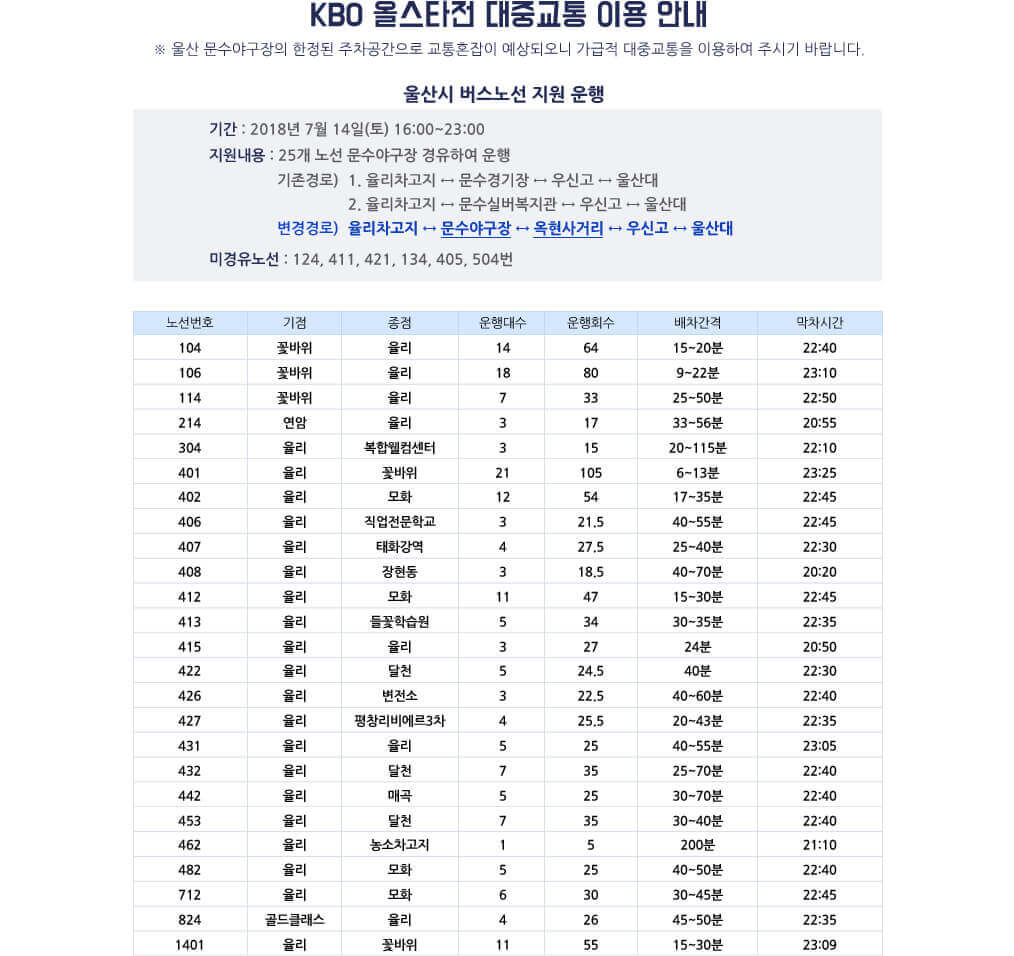 KBO 올스타전 대중교통 이용 안내
※ 울산 문수야구장의 한정된 주차공간으로 교통혼잡이 예상되오니 가급적 대중교통을 이용하여 주시기 바랍니다.
울산시 버스노선 지원 운행
기간 : 2018년 7월 14일(토) 16:00~23:00
지원내용 : 25개 노선 문수야구장 경유하여 운행
기존경로) 1. 율리차고지 ↔ 문수경기장 ↔ 우신고 ↔ 울산대
2. 율리차고지 ↔ 문수실버복지관 ↔ 우신고 ↔ 울산대
변경경로) 율리차고지 ↔ 문수야구장 ↔ 옥현사거리 ↔ 우신고 ↔ 울산대
미경유노선 : 124, 411, 421, 134, 405, 504번
노선번호 기점 종점 운행대수 운행회수 배차간격 막차시간
104 꽃바위 율리 14 64 15~20분 22:40
106 꽃바위 율리 18 80 9~22분 23:10
114 꽃바위 율리 7 33 25~50분 22:50
214 연암 율리 3 17 33~56분 20:55
304 율리 복합웰컴센터 3 15 20~115분 22:10
401 율리 꽃바위 21 105 6~13분 23:25
402 율리 모화 12 54 17~35분 22:45
406 율리 직업전문학교 3 21.5 40~55분 22:45
407 율리 태화강역 4 27.5 25~40분 22:30
408 율리 장현동 3 18.5 40~70분 20:20
412 율리 모화 11 47 15~30분 22:45
413 율리 들꽃학습원 5 34 30~35분 22:35
415 율리 율리 3 27 24분 20:50
422 율리 달천 5 24.5 40분 22:30
426 율리 변전소 3 22.5 40~60분 22:40
427 율리 평창리비에르3차 4 25.5 20~43분 22:35
431 율리 율리 5 25 40~55분 23:05
432 율리 달천 7 35 25~70분 22:40
442 율리 매곡 5 25 30~70분 22:40
453 율리 달천 7 35 30~40분 22:40
462 율리 농소차고지 1 5 200분 21:10
482 율리 모화 5 25 40~50분 22:40
712 율리 모화 6 30 30~45분 22:45
824 골드클래스 율리 4 26 45~50분 22:35
1401 율리 꽃바위 11 55 15~30분 23:09